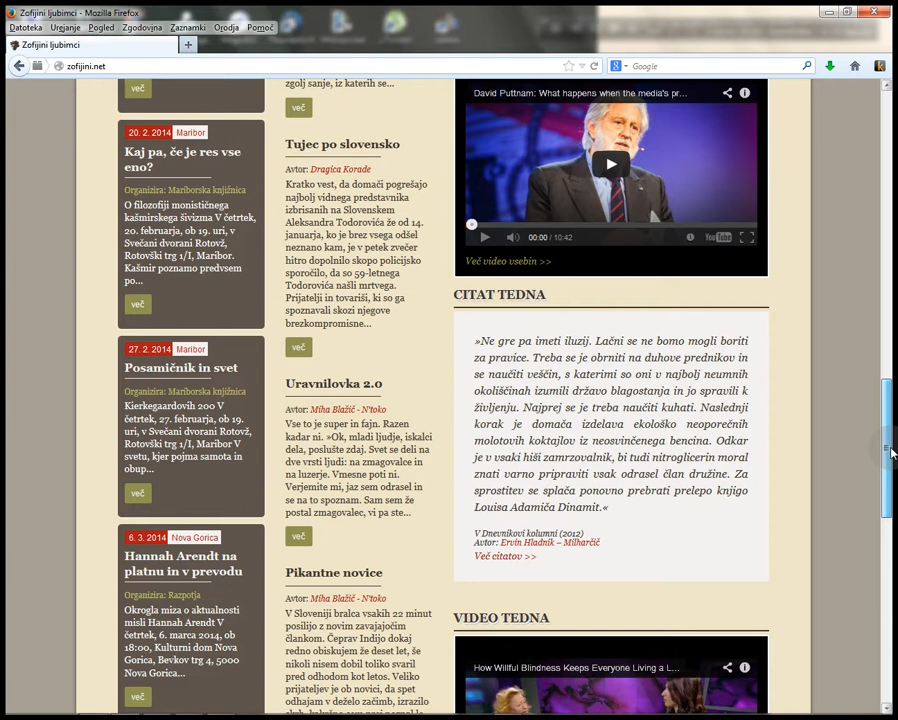 Zofijini ljubimci - Mozilla Firefox
Datoteka Urejanje Pogled Zgodovina Zaznamki Orodja Pomoč
Zofijini ljubimci
zofijini.net
Google
več
20. 2. 2014 Maribor
Kaj pa, če je res vse
eno?
Organizira: Mariborska knjižnica
O filozofiji monističnega
kašmirskega šivizma V četrtek,
20. februarja, ob 19. uri, v
Svečani dvorani Rotovž,
Rotovški trg 1/I, Maribor.
Kašmir poznamo predvsem
po...
več
27. 2. 2014 Maribor
Posamičnik in svet
Organizira: Mariborska knjižnica
Kierkegaardovih 200 V
četrtek, 27. februarja, ob 19.
uri, v Svečani dvorani Rotovž,
Rotovški trg 1/I, Maribor V
svetu, kjer pojma samota in
obup...
več
6. 3. 2014 Nova Gorica
Hannah Arendt na
platnu in v prevodu
Organizira: Razpotja
Okrogla miza o aktualnosti
misli Hannah Arendt V
četrtek, 6. marca 2014, ob
18:00, Kulturni dom Nova
Gorica, Bevkov trg 4, 5000
Nova Gorica...
več
zgolj sanje, iz katerih se...
več
Tujec po slovensko
Avtor: Dragica Korade
Kratko vest, da domači pogrešajo
najbolj vidnega predstavnika
izbrisanih na Slovenskem
Aleksandra Todorovića že od 14.
januarja, ko je brez vsega odšel
neznano kam, je v petek zvečer
hitro dopolnilo skopo policijsko
sporočilo, da so 59-letnega
Todorovića našli mrtvega.
Prijatelji in tovariši, ki so ga
spoznavali skozi njegove
brezkompromisne...
več
Uravnilovka 2.0
Avtor: Miha Blažič - N'toko
Vse to je super in fajn. Razen
kadar ni. »Ok, mladi ljudje, iskalci
dela, poslušte zdaj. Svet se deli na
dve vrsti ljudi: na zmagovalce in
na luzerje. Vmesne poti ni.
Verjemite mi, jaz sem odrasel in
se na to spoznam. Sam sem že
postal zmagovalec, vi pa ste...
več
Pikantne novice
Avtor: Miha Blažič - N'toko
V Sloveniji bralca vsakih 22 minut
posilijo z novim zavajajočim
člankom. Čeprav Indijo dokaj
redno obiskujem že deset let, še
nikoli nisem dobil toliko svaril
pred odhodom kot letos. Veliko
prijateljev je ob novici, da spet
odhajam v deželo začimb, izrazilo
David Puttnam: What happens when the media's pr...
00:00 / 10:42
YouTube
Več video vsebin >>
CITAT TEDNA
»Ne gre pa imeti iluzij. Lačni se ne bomo mogli boriti
za pravice. Treba se je obrniti na duhove prednikov in
se naučiti veščin, s katerimi so oni v najbolj neumnih
okoliščinah izumili državo blagostanja in jo spravili k
življenju. Najprej se je treba naučiti kuhati. Naslednji
korak je domača izdelava ekološko neoporečnih
molotovih koktajlov iz neosvinčenega bencina. Odkar
je v vsaki hiši zamrzovalnik, bi tudi nitroglicerin moral
znati varno pripraviti vsak odrasel član družine. Za
sprostitev se splača ponovno prebrati prelepo knjigo
Louisa Adamiča Dinamit.«
V Dnevnikovi kolumni (2012)
Avtor: Ervin Hladnik – Milharčič
Več citatov >>
VIDEO TEDNA
How Willful Blindness Keeps Everyone Living a L...